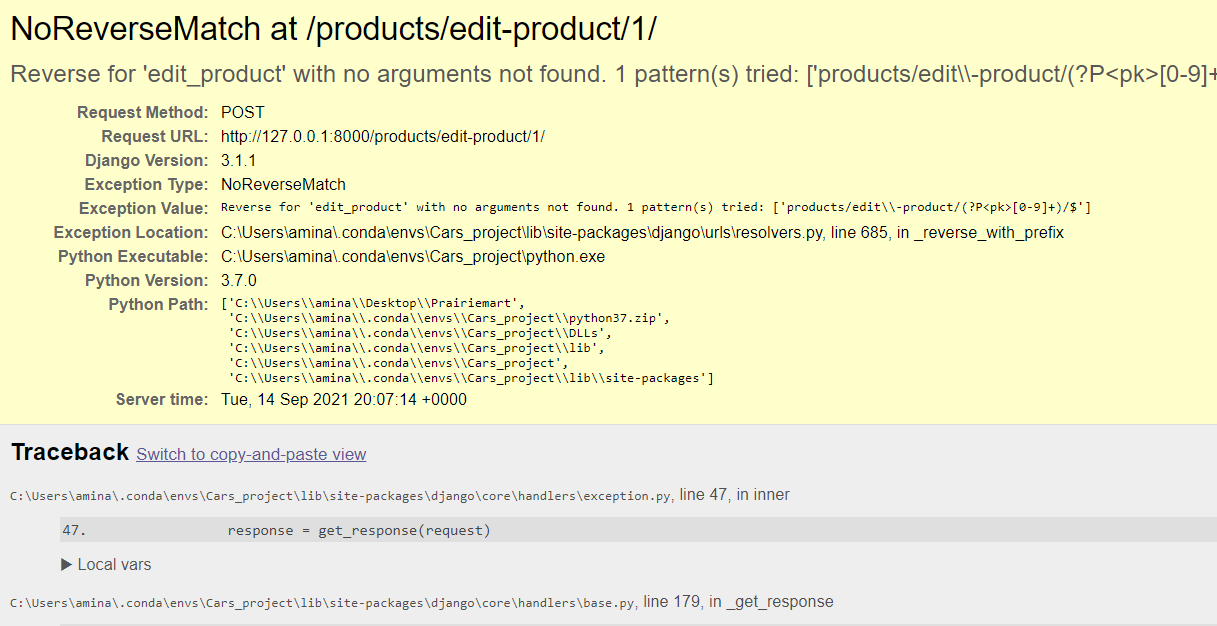 NoReverseMatch at /products/edit-product/1/
Reverse for 'edit_product' with no arguments not found. 1 pattern(s) tried: ['products/edit\\-product/(?P<pk>[0-9]+
Request Method: POST
Request URL: http://127.0.0.1:8000/products/edit-product/1/
Django Version: 3.1.1
Exception Type: NoReverseMatch
Exception Value: Reverse for 'edit_product' with no arguments not found. 1 pattern(s) tried: ['products/edit\\-product/(?P<pk>[0-9]+)/$']
Exception Location: C:\Users\amina\.conda\envs\Cars_project\lib\site-packages\django\urls\resolvers.py, line 685, in _reverse_with_prefix
Python Executable: C:\Users\amina\.conda\envs\Cars_project\python.exe
Python Version: 3.7.0
Python Path: ['C:\\Users\\amina\\Desktop\\Prairiemart',
'C:\\Users\\amina\\.conda\\envs\\Cars_project\\python37.zip',
'C:\\Users\\amina\\.conda\\envs\\Cars_project\\DLLs',
'C:\\Users\\amina\\.conda\\envs\\Cars_project\\lib',
'C:\\Users\\amina\\.conda\\envs\\Cars_project',
'C:\\Users\\amina\\.conda\\envs\\Cars_project\\lib\\site-packages']
Server time: Tue, 14 Sep 2021 20:07:14 +0000
Traceback Switch to copy-and-paste view
C:\Users\amina\.conda\envs\Cars_project\lib\site-packages\django\core\handlers\exception.py, line 47, in inner
47. response = get_response(request)
▶ Local vars
C:\Users\amina\.conda\envs\Cars_project\lib\site-packages\django\core\handlers\base.py, line 179, in _get_response